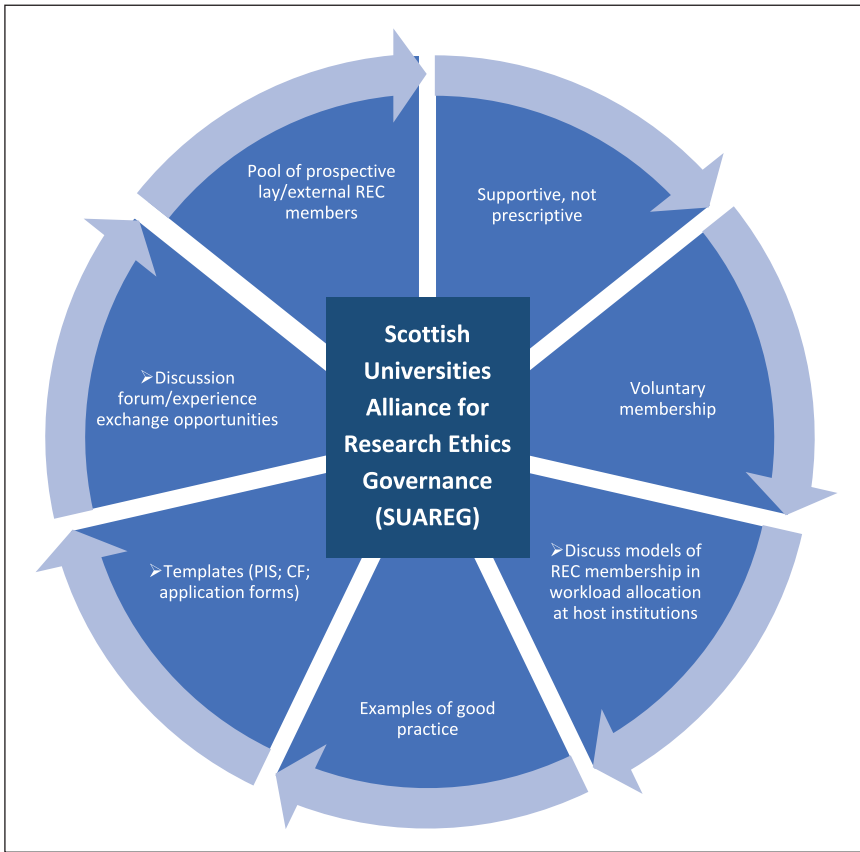 Scottish
Universities
Alliance for
Research Ethics
Governance
(SUAREG)
Supportive, not
prescriptive
Voluntary
membership
➢Discuss models of
REC membership in
workload allocation
at host institutions
Examples of good
practice
➢Templates (PIS; CF;
application forms)
➢Discussion
forum/experience
exchange opportunities
Pool of prospective
lay/external REC
members